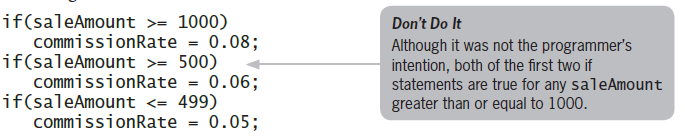 if(saleAmount >= 1000)
    commissionRate = 0.08;
if(saleAmount >= 500)
    commissionRate = 0.06;
if(saleAmount <= 499)
    commissionRate = 0.05;
Don't Do It
Although it was not the programmer's
intention, both of the first two if
statements are true for any saleAmount
greater than or equal to 1000.